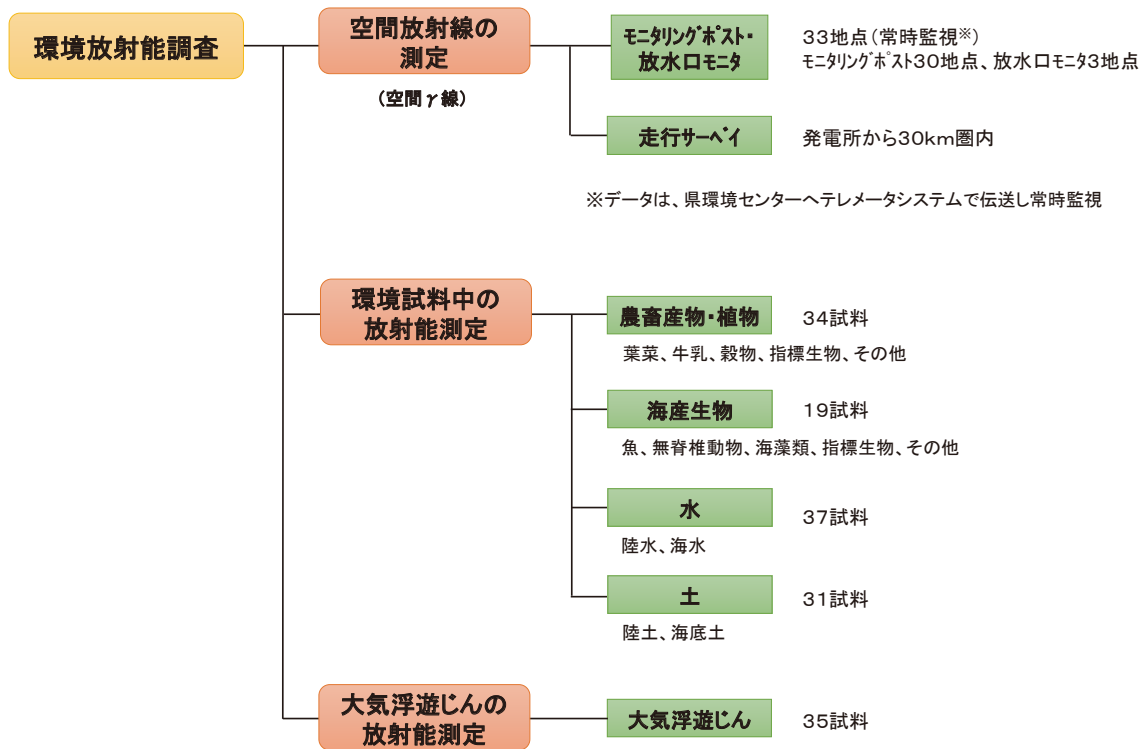 環境放射能調査
空間放射線の
測定
(空間γ線)
ﾓﾆﾀﾘﾝｸﾞﾎﾟｽﾄ・
放水口ﾓﾆﾀ
33地点(常時監視※)
ﾓﾆﾀﾘﾝｸﾞﾎﾟｽﾄ30地点、放水口ﾓﾆﾀ3地点
走行ｻｰﾍﾞｲ
発電所から30km圏内
※データは、県環境センターへテレメータシステムで伝送し常時監視
環境試料中の
放射能測定
農畜産物・植物
34試料
葉菜、牛乳、穀物、指標生物、その他
海産生物
19試料
魚、無脊椎動物、海藻類、指標生物、その他
水
37試料
陸水、海水
土
31試料
陸土、海底土
大気浮遊じんの
放射能測定
大気浮遊じん
35試料